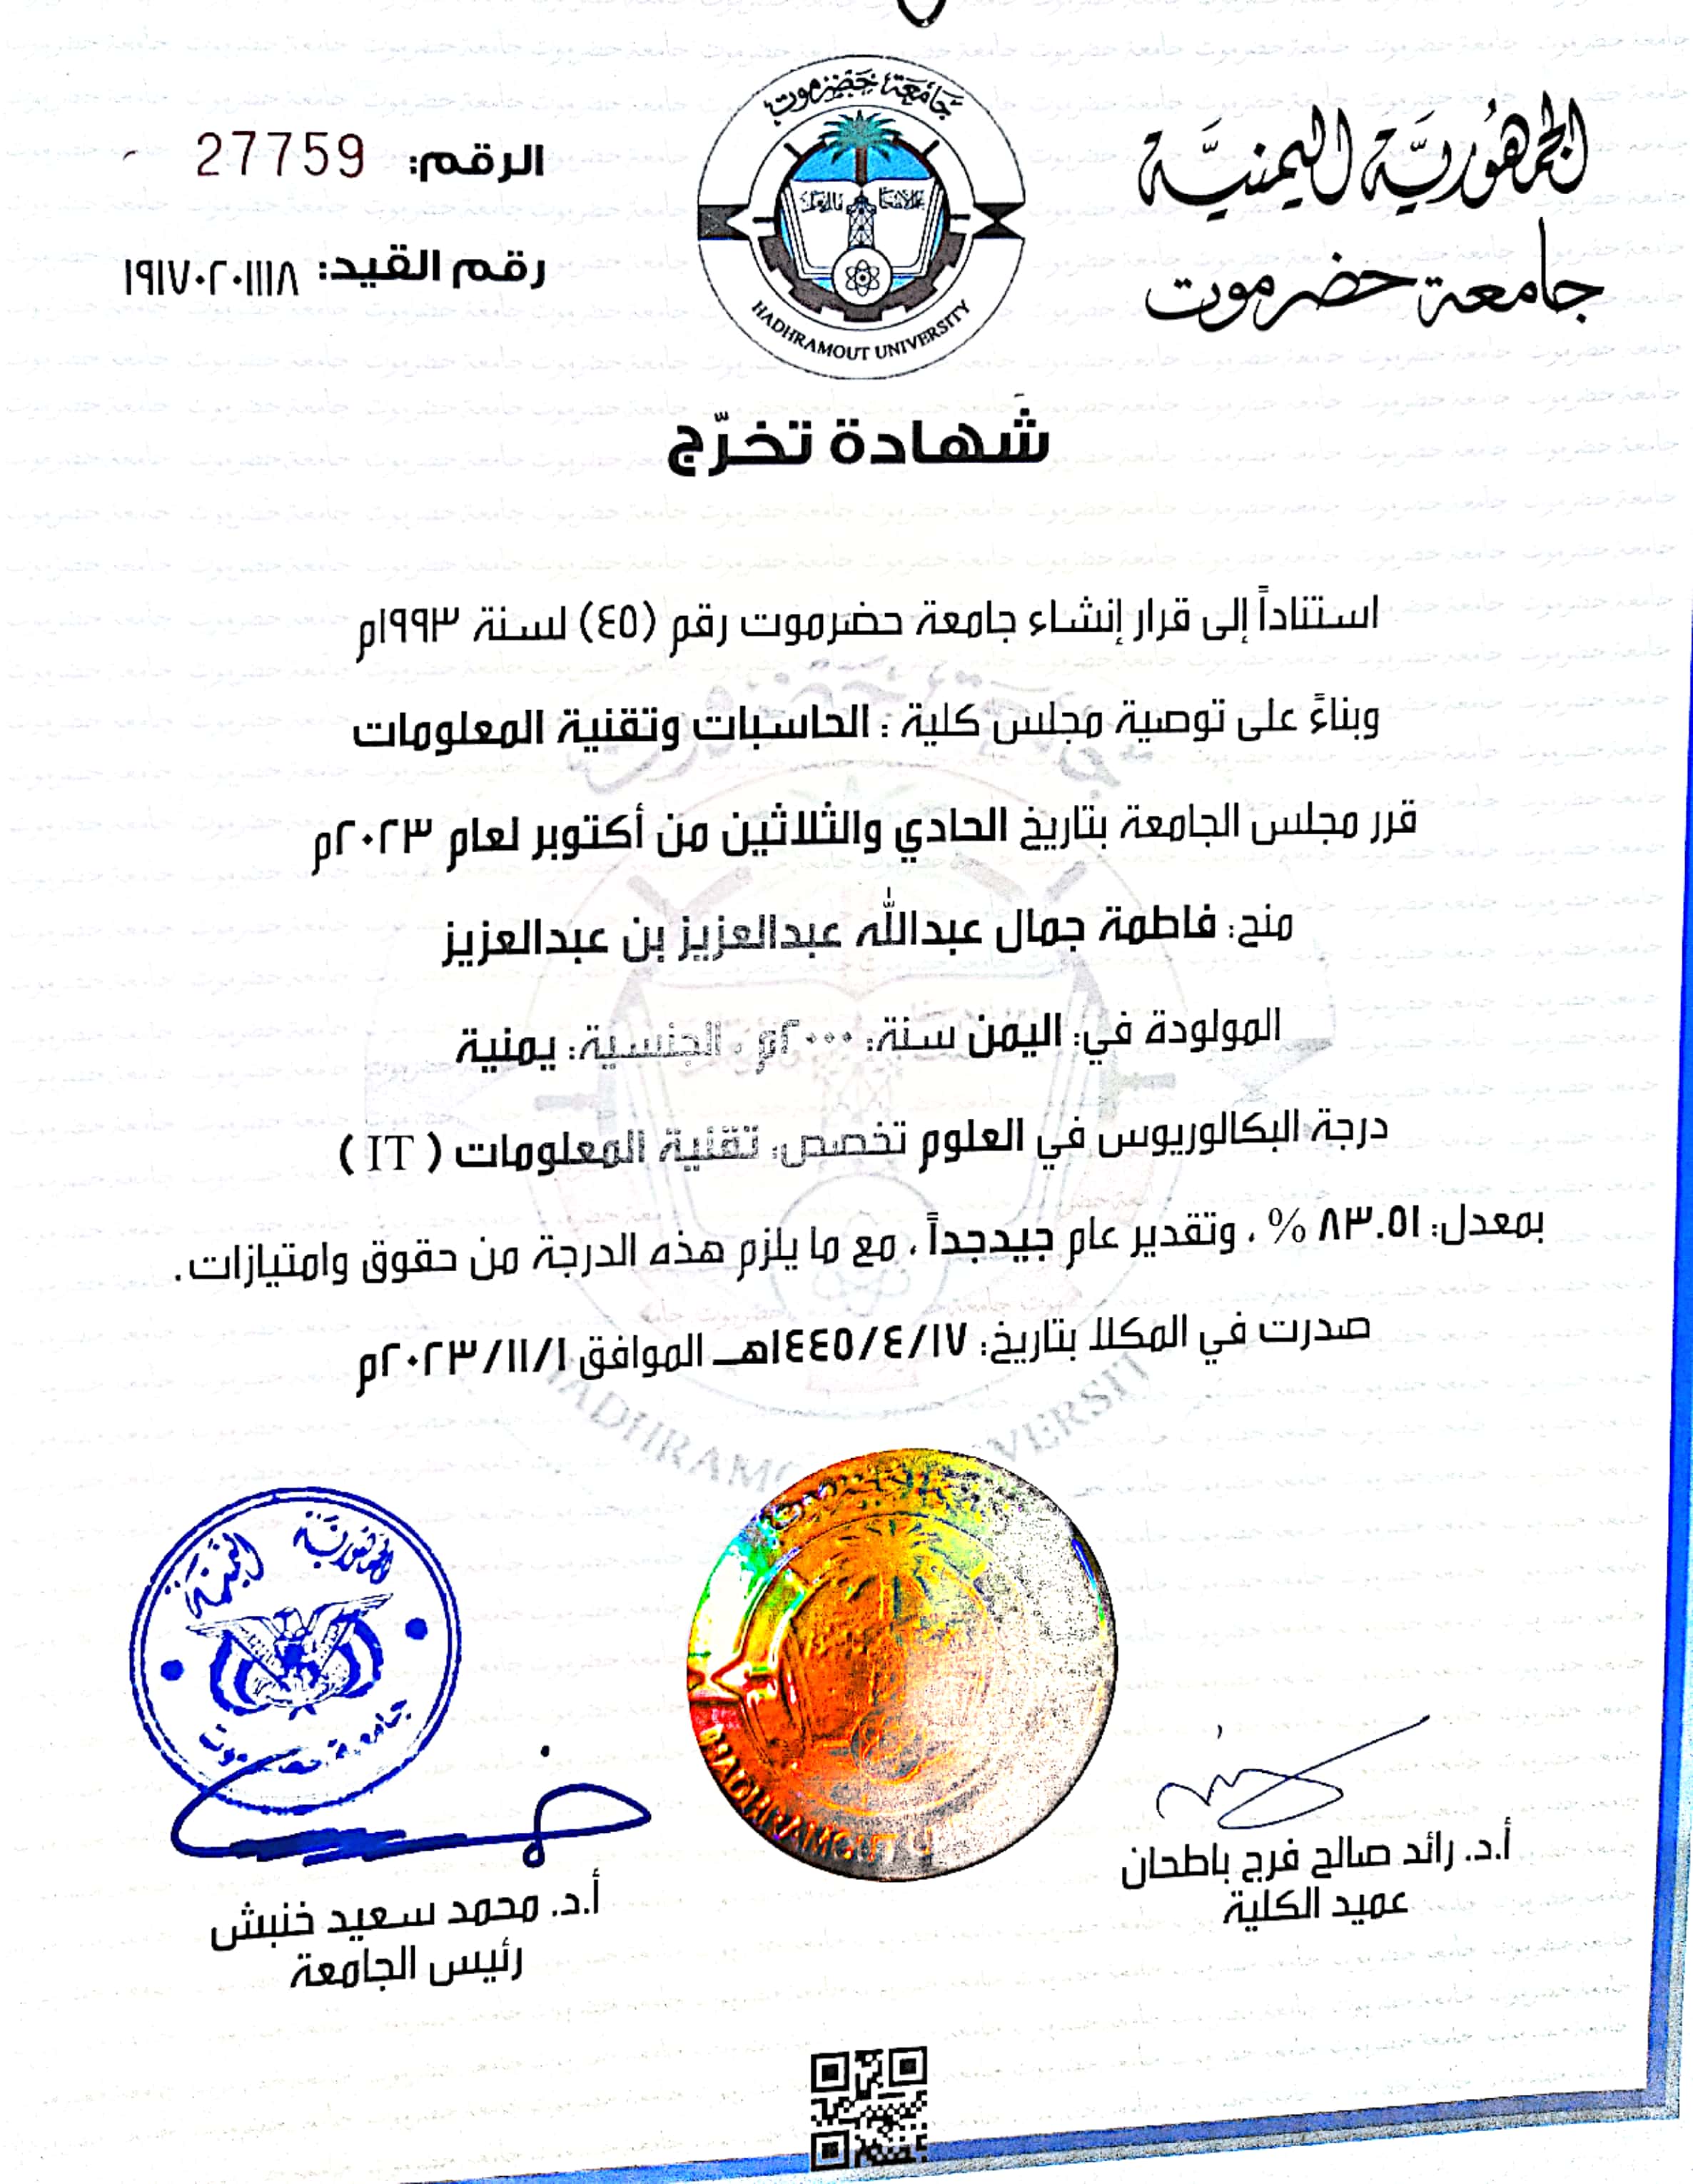 الجمهورية اليمنية
جامعة حضرموت
جامعة حضرموت
HADHRAMOUT UNIVERSITY
الرقم: 27759
رقم القيد: ١٩١٧٠٢٠١١١٨
شهادة تخرّج
استناداً إلى قرار إنشاء جامعة حضرموت رقم (٤٥) لسنة ١٩٩٣م
وبناءً على توصية مجلس كلية : الحاسبات وتقنية المعلومات
قرر مجلس الجامعة بتاريخ الحادي والثلاثين من أكتوبر لعام ٢٠٢٣م
منح: فاطمة جمال عبدالله عبدالعزيز بن عبدالعزيز
المولودة في: اليمن سنة: ٢٠٠٠م ، الجنسية: يمنية
درجة البكالوريوس في العلوم تخصص: تقنية المعلومات ( IT )
بمعدل: ٨٣.٥١ % ، وتقدير عام جيدجداً ، مع ما يلزم هذه الدرجة من حقوق وامتيازات.
صدرت في المكلا بتاريخ: ١٤٤٥/٤/١٧هـ الموافق ٢٠٢٣/١١/١م
الجمهورية اليمنية
جامعة حضرموت
HADHRAMOUT U
أ.د. رائد صالح فرج باطحان
عميد الكلية
أ.د. محمد سعيد خنبش
رئيس الجامعة